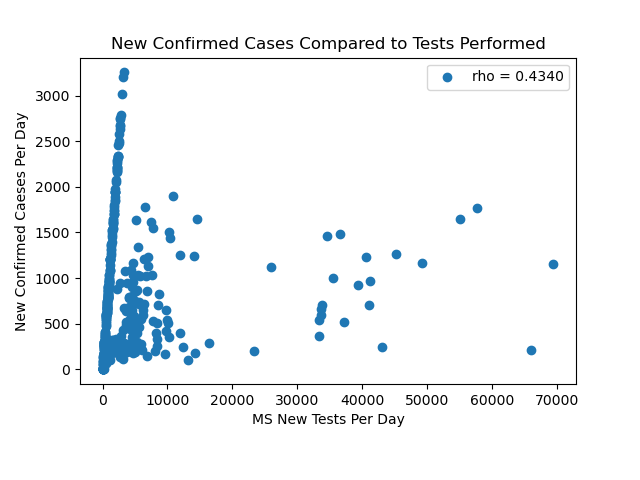 New Confirmed Cases Compared to Tests Performed
rho = 0.4340
New Confirmed Caeses Per Day
3000
2500
2000
1500
1000
500
0
0 10000 20000 30000 40000 50000 60000 70000
MS New Tests Per Day